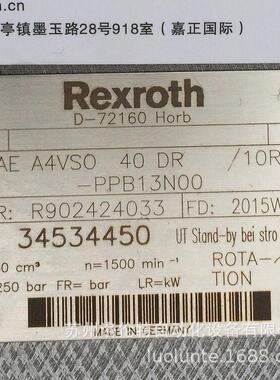 a.cn
亭镇墨玉路28号918室（嘉正国际）
Rexroth
D-72160 Horb
AE A4VSO 40 DR /10R
-PPB13N00
R: R902424033 FD: 2015W
34534450 UT Stand-by bei stro
0 cm³ n=1500 min⁻¹ ROTA-
250 bar LR=kW TION
MADE IN GERMANY
luolunte.1688.c